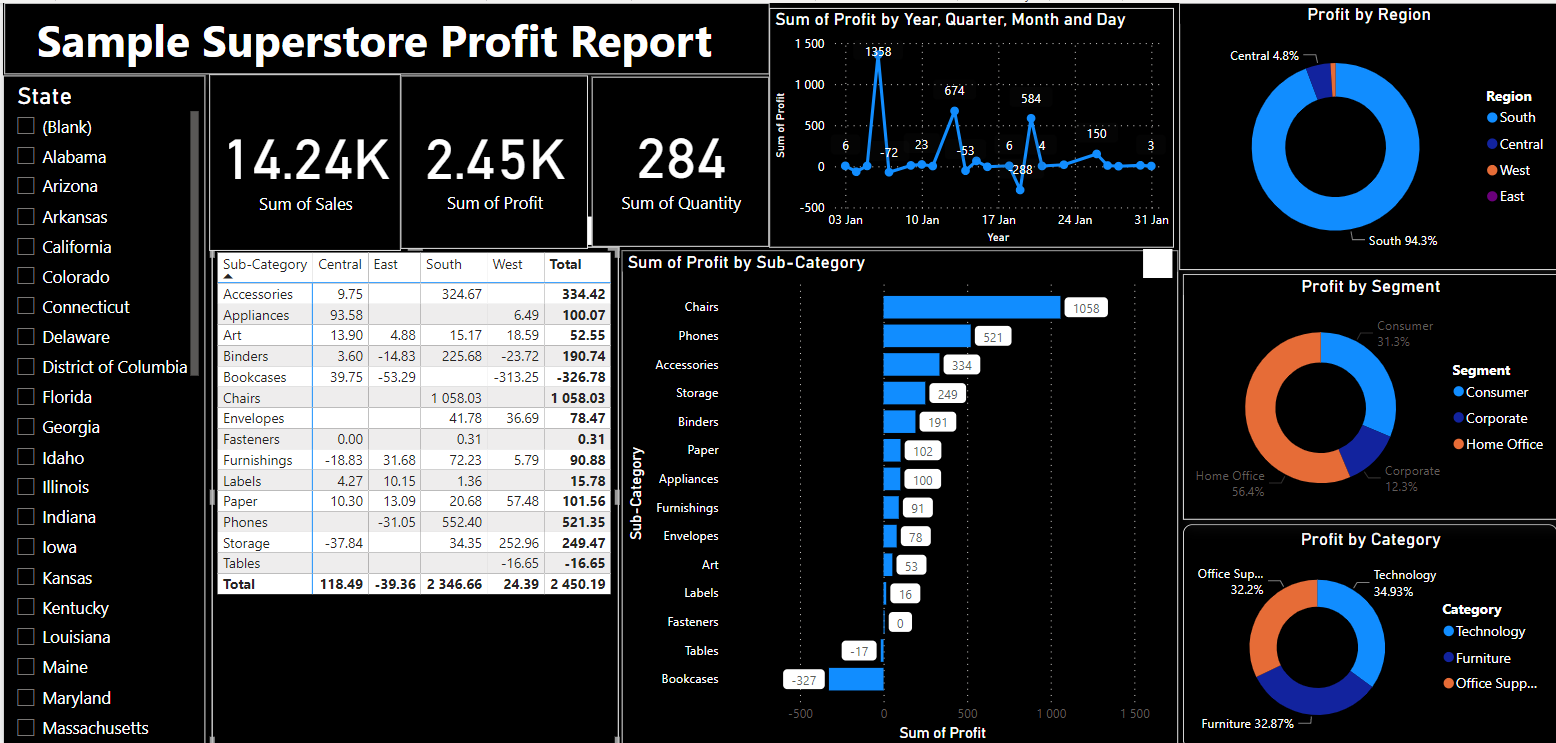 Sample Superstore Profit Report
State
(Blank)
Alabama
Arizona
Arkansas
California
Colorado
Connecticut
Delaware
District of Columbia
Florida
Georgia
Idaho
Illinois
Indiana
Iowa
Kansas
Kentucky
Louisiana
Maine
Maryland
Massachusetts
14.24K
Sum of Sales
2.45K
Sum of Profit
284
Sum of Quantity
Sum of Profit by Year, Quarter, Month and Day
Sum of Profit
1 500
1 000
500
0
-500
6
1358
-72
23
674
-53
6
-288
584
4
150
3
03 Jan
10 Jan
17 Jan
24 Jan
31 Jan
Year
Sub-Category Central East South West Total
Accessories 9.75 324.67 334.42
Appliances 93.58 6.49 100.07
Art 13.90 4.88 15.17 18.59 52.55
Binders 3.60 -14.83 225.68 -23.72 190.74
Bookcases 39.75 -53.29 -313.25 -326.78
Chairs 1 058.03 1 058.03
Envelopes 41.78 36.69 78.47
Fasteners 0.00 0.31 0.31
Furnishings -18.83 31.68 72.23 5.79 90.88
Labels 4.27 10.15 1.36 15.78
Paper 10.30 13.09 20.68 57.48 101.56
Phones -31.05 552.40 521.35
Storage -37.84 34.35 252.96 249.47
Tables -16.65 -16.65
Total 118.49 -39.36 2 346.66 24.39 2 450.19
Sum of Profit by Sub-Category
Sub-Category
Chairs 1058
Phones 521
Accessories 334
Storage 249
Binders 191
Paper 102
Appliances 100
Furnishings 91
Envelopes 78
Art 53
Labels 16
Fasteners 0
Tables -17
Bookcases -327
-500 0 500 1 000 1 500
Sum of Profit
Profit by Region
Central 4.8%
South 94.3%
Region
South
Central
West
East
Profit by Segment
Consumer
31.3%
Corporate
12.3%
Home Office
56.4%
Segment
Consumer
Corporate
Home Office
Profit by Category
Office Sup...
32.2%
Technology
34.93%
Furniture 32.87%
Category
Technology
Furniture
Office Supp...